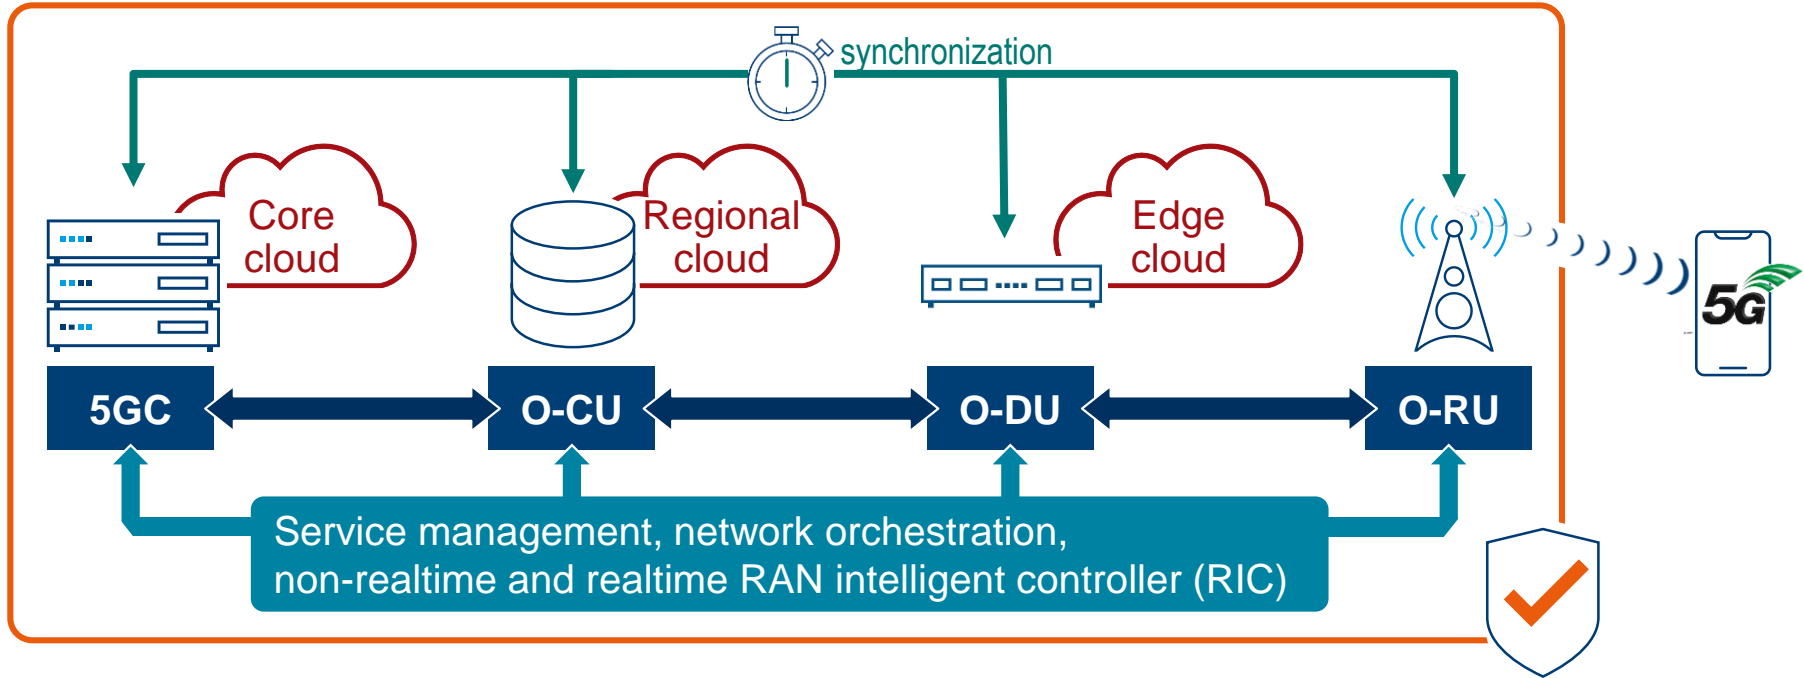 synchronization
Core
cloud
Regional
cloud
Edge
cloud
5G
5GC
O-CU
O-DU
O-RU
Service management, network orchestration,
non-realtime and realtime RAN intelligent controller (RIC)